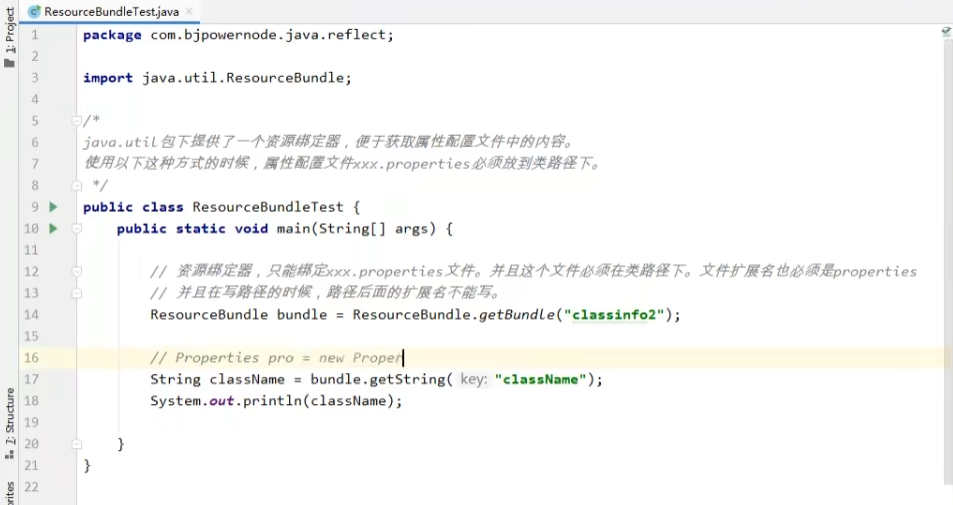 ResourceBundleTest.java
1: Project
1 package com.bjpowernode.java.reflect;
2
3 import java.util.ResourceBundle;
4
5 /*
6 java.util包下提供了一个资源绑定器，便于获取属性配置文件中的内容。
7 使用以下这种方式的时候，属性配置文件xxx.properties必须放到类路径下。
8 */
9 public class ResourceBundleTest {
10 public static void main(String[] args) {
11
12 // 资源绑定器，只能绑定xxx.properties文件。并且这个文件必须在类路径下。文件扩展名也必须是properties
13 // 并且在写路径的时候，路径后面的扩展名不能写。
14 ResourceBundle bundle = ResourceBundle.getBundle("classinfo2");
15
16 // Properties pro = new Proper
17 String className = bundle.getString( key: "className");
18 System.out.println(className);
19
20 }
21 }
22
7: Structure
rites